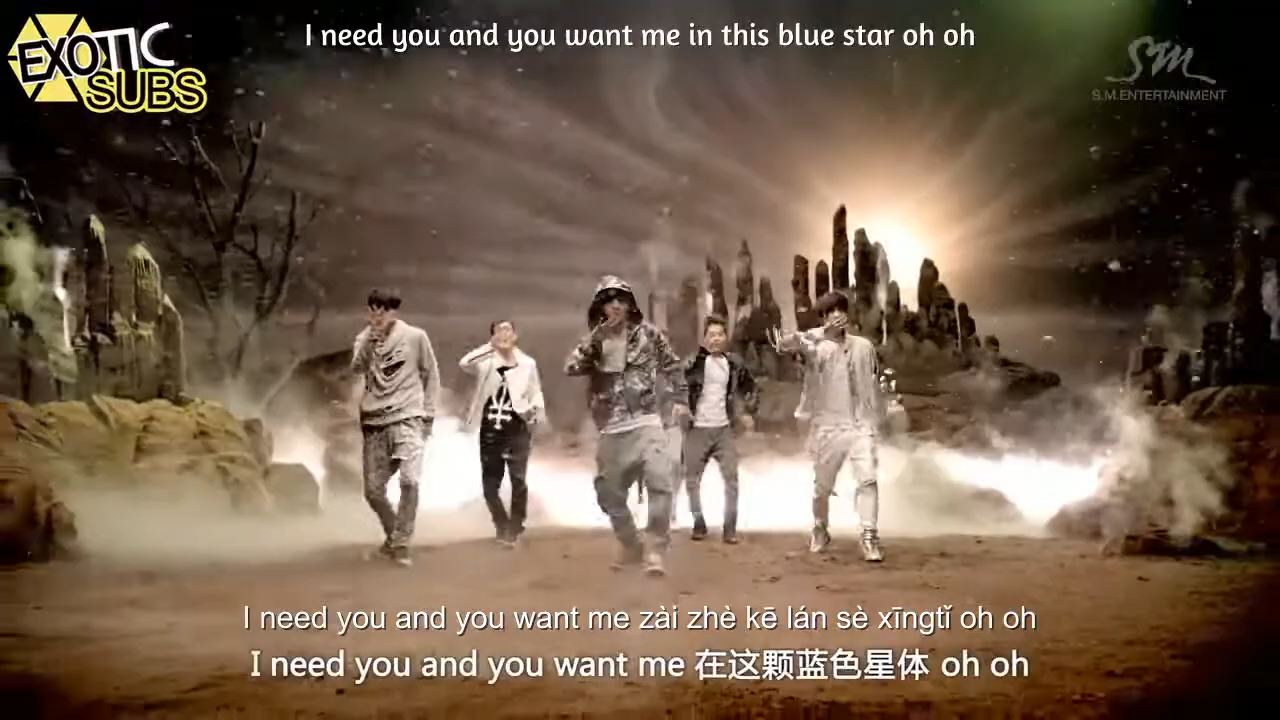 I need you and you want me in this blue star oh oh
EXOTIC
SUBS
SM
S.M.ENTERTAINMENT
I need you and you want me zài zhè kē lán sè xīngtǐ oh oh
I need you and you want me 在这颗蓝色星体 oh oh